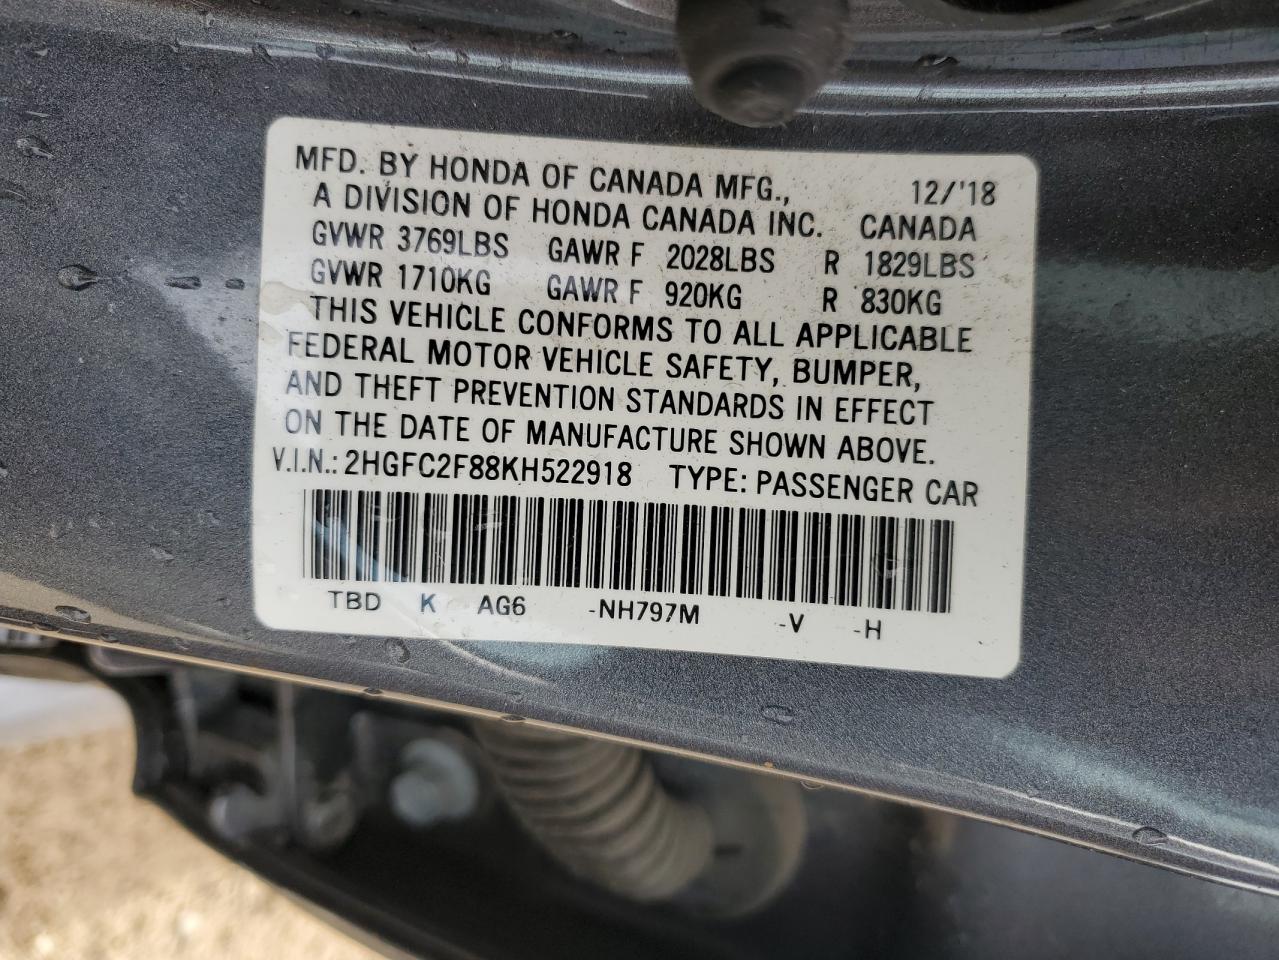 MFD. BY HONDA OF CANADA MFG., 12/'18
A DIVISION OF HONDA CANADA INC. CANADA
GVWR 3769LBS GAWR F 2028LBS R 1829LBS
GVWR 1710KG GAWR F 920KG R 830KG
THIS VEHICLE CONFORMS TO ALL APPLICABLE
FEDERAL MOTOR VEHICLE SAFETY, BUMPER,
AND THEFT PREVENTION STANDARDS IN EFFECT
ON THE DATE OF MANUFACTURE SHOWN ABOVE.
V.I.N.: 2HGFC2F88KH522918 TYPE: PASSENGER CAR
TBD K AG6 -NH797M -V -H